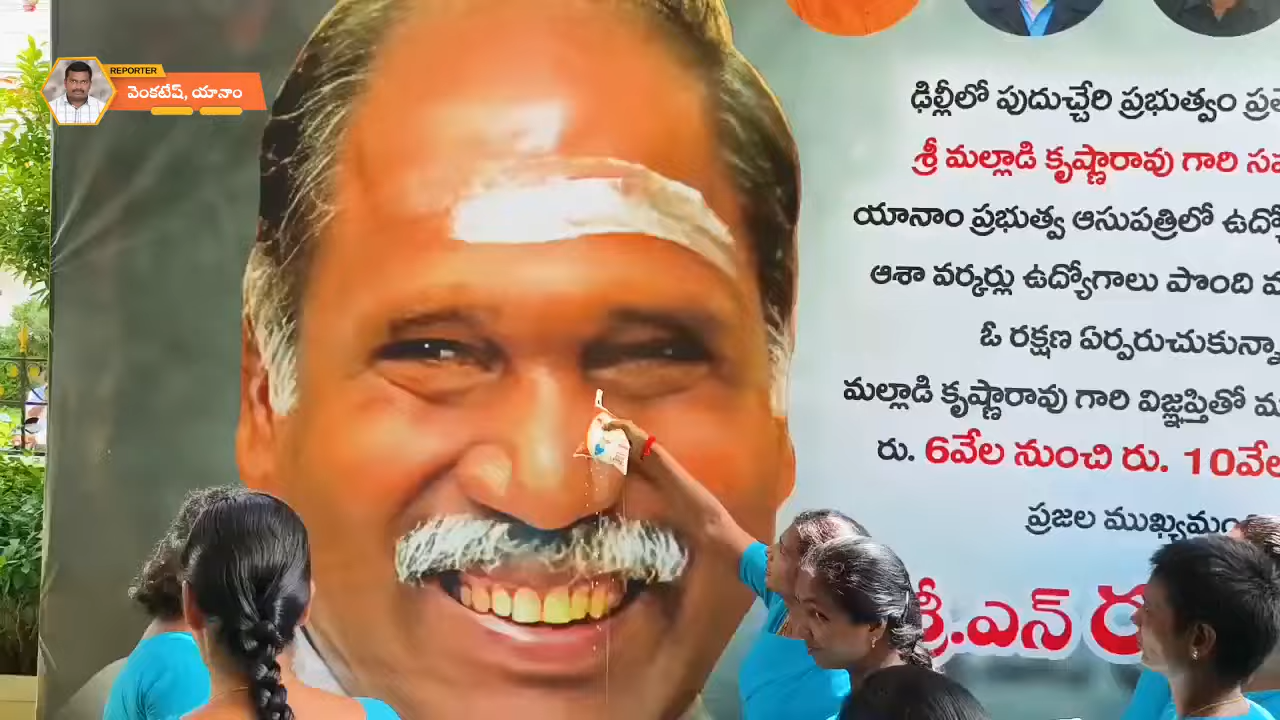 REPORTER
వెంకటేష్, యానాం
ఢిల్లీలో పుదుచ్చేరి ప్రభుత్వం
శ్రీ మల్లాడి కృష్ణారావు గారి
యానాం ప్రభుత్వ ఆసుపత్రిలో
ఆశా వర్కర్లు ఉద్యోగాలు పొంది
ఓ రక్షణ ఏర్పరుచుకున్నా
మల్లాడి కృష్ణారావు గారి విజ్ఞప్తితో
రు. 6వేల నుంచి రు. 10వేల
ప్రజల
శ్రీ.ఎన్